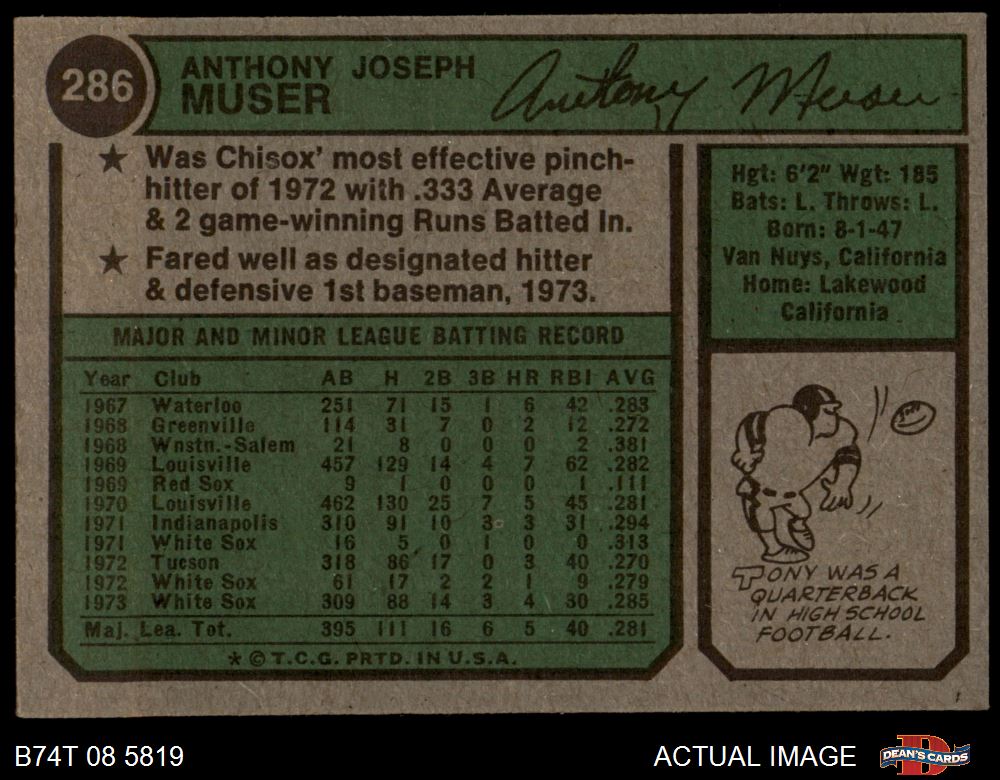 286
ANTHONY JOSEPH
MUSER
Anthony Muser
★ Was Chisox' most effective pinch-
hitter of 1972 with .333 Average
& 2 game-winning Runs Batted In.
★ Fared well as designated hitter
& defensive 1st baseman, 1973.
Hgt: 6'2" Wgt: 185
Bats: L. Throws: L.
Born: 8-1-47
Van Nuys, California
Home: Lakewood
California
MAJOR AND MINOR LEAGUE BATTING RECORD
Year Club AB H 2B 3B HR RBI AVG
1967 Waterloo 251 71 15 1 6 42 .283
1968 Greenville 114 31 7 0 2 12 .272
1968 Wnstn.-Salem 21 8 0 0 0 2 .381
1969 Louisville 457 129 14 4 7 62 .282
1969 Red Sox 9 1 0 0 0 1 .111
1970 Louisville 462 130 25 7 5 45 .281
1971 Indianapolis 310 91 10 3 3 31 .294
1971 White Sox 16 5 0 1 0 0 .313
1972 Tucson 318 86 17 0 3 40 .270
1972 White Sox 61 17 2 2 1 9 .279
1973 White Sox 309 88 14 3 4 30 .285
Maj. Lea. Tot. 395 111 16 6 5 40 .281
* © T.C.G. PRTD. IN U.S.A.
TONY WAS A
QUARTERBACK
IN HIGH SCHOOL
FOOTBALL.
B74T 08 5819
ACTUAL IMAGE
DEAN'S CARDS